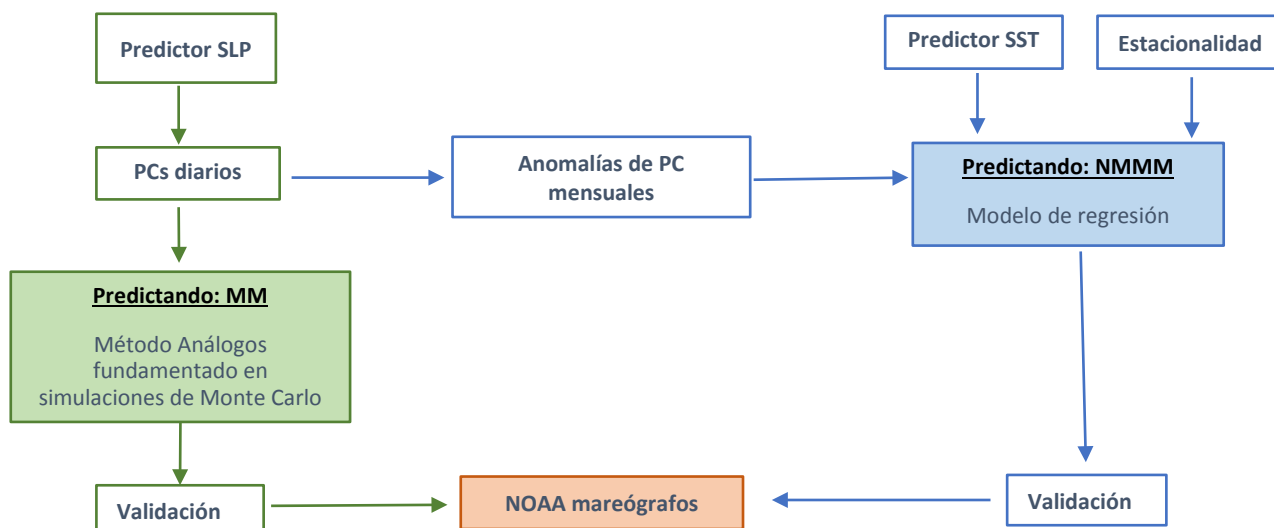 Predictor SLP
Predictor SST
Estacionalidad
PCs diarios
Anomalías de PC
mensuales
Predictando: NMMM
Modelo de regresión
Predictando: MM
Método Análogos
fundamentado en
simulaciones de Monte Carlo
Validación
NOAA mareógrafos
Validación